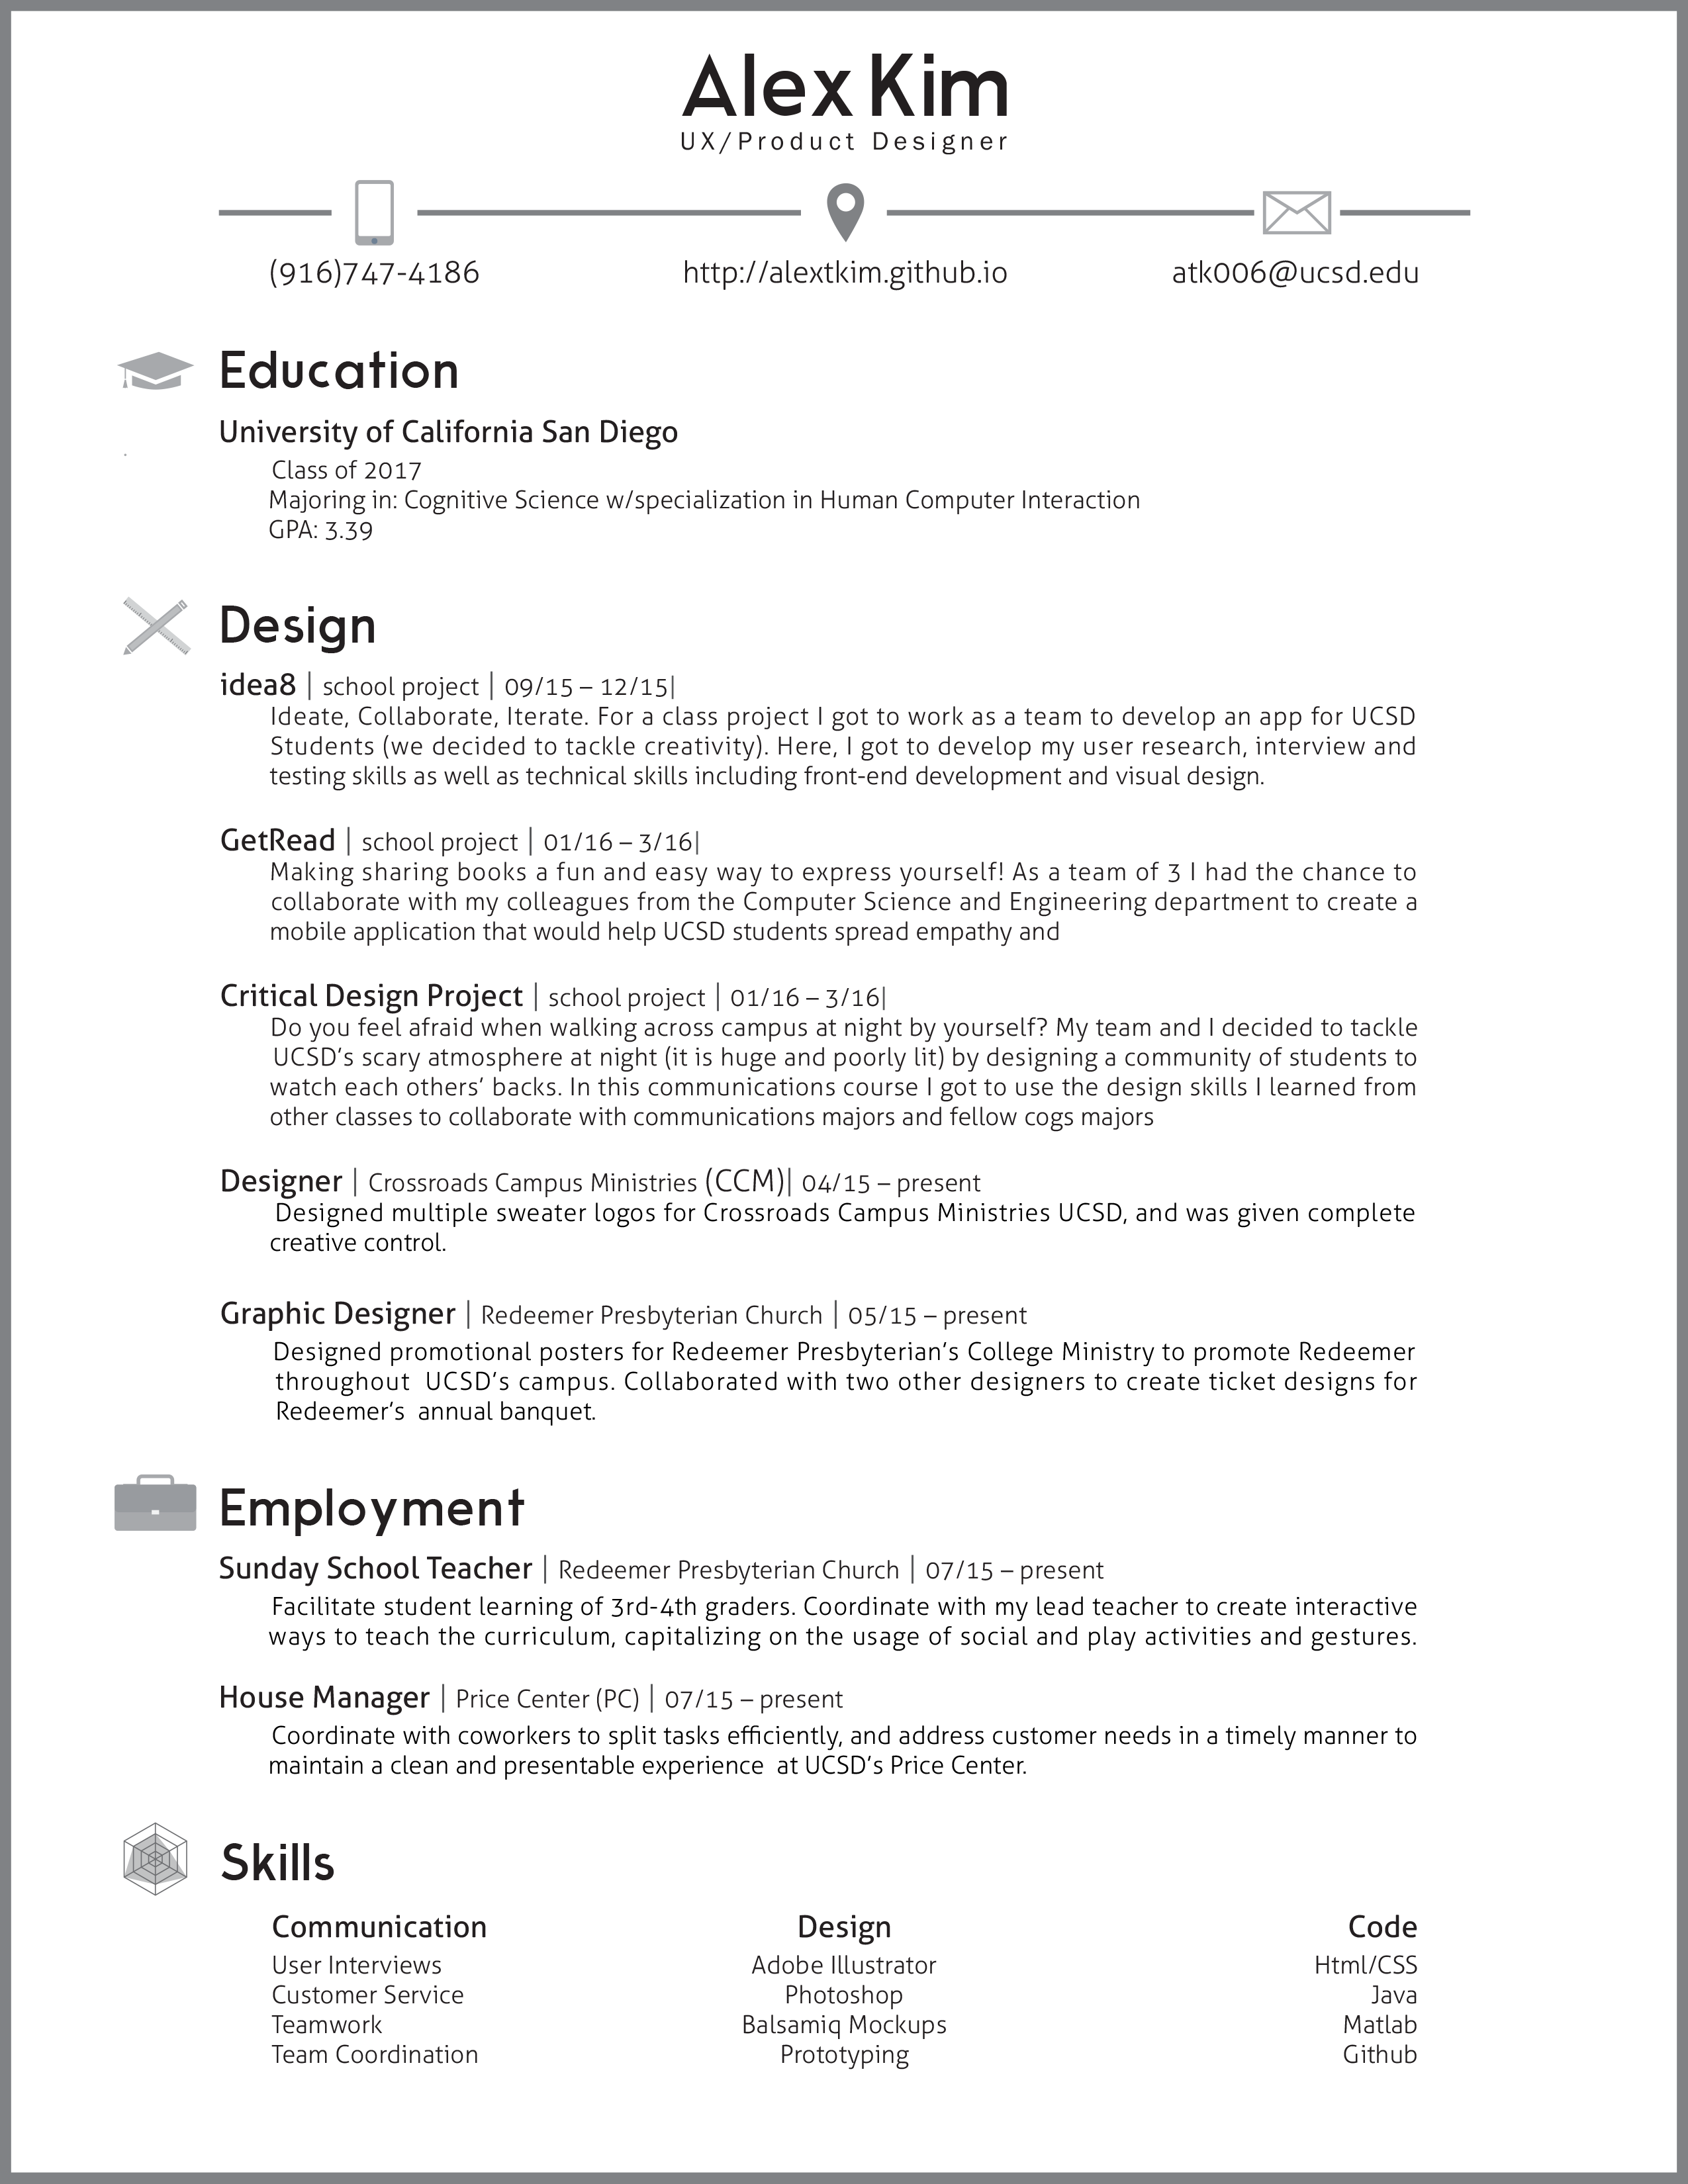 Alex Kim
UX/Product Designer
(916)747-4186
http://alextkim.github.io
atk006@ucsd.edu
Education
University of California San Diego
Class of 2017
Majoring in: Cognitive Science w/specialization in Human Computer Interaction
GPA: 3.39
Design
idea8 | school project | 09/15 – 12/15|
Ideate, Collaborate, Iterate. For a class project I got to work as a team to develop an app for UCSD
Students (we decided to tackle creativity). Here, I got to develop my user research, interview and
testing skills as well as technical skills including front-end development and visual design.
GetRead | school project | 01/16 – 3/16|
Making sharing books a fun and easy way to express yourself! As a team of 3 I had the chance to
collaborate with my colleagues from the Computer Science and Engineering department to create a
mobile application that would help UCSD students spread empathy and
Critical Design Project | school project | 01/16 – 3/16|
Do you feel afraid when walking across campus at night by yourself? My team and I decided to tackle
UCSD’s scary atmosphere at night (it is huge and poorly lit) by designing a community of students to
watch each others’ backs. In this communications course I got to use the design skills I learned from
other classes to collaborate with communications majors and fellow cogs majors
Designer | Crossroads Campus Ministries (CCM)| 04/15 – present
Designed multiple sweater logos for Crossroads Campus Ministries UCSD, and was given complete
creative control.
Graphic Designer | Redeemer Presbyterian Church | 05/15 – present
Designed promotional posters for Redeemer Presbyterian’s College Ministry to promote Redeemer
throughout  UCSD’s campus. Collaborated with two other designers to create ticket designs for
Redeemer’s  annual banquet.
Employment
Sunday School Teacher | Redeemer Presbyterian Church | 07/15 – present
Facilitate student learning of 3rd-4th graders. Coordinate with my lead teacher to create interactive
ways to teach the curriculum, capitalizing on the usage of social and play activities and gestures.
House Manager | Price Center (PC) | 07/15 – present
Coordinate with coworkers to split tasks efficiently, and address customer needs in a timely manner to
maintain a clean and presentable experience  at UCSD’s Price Center.
Skills
Communication
User Interviews
Customer Service
Teamwork
Team Coordination
Design
Adobe Illustrator
Photoshop
Balsamiq Mockups
Prototyping
Code
Html/CSS
Java
Matlab
Github